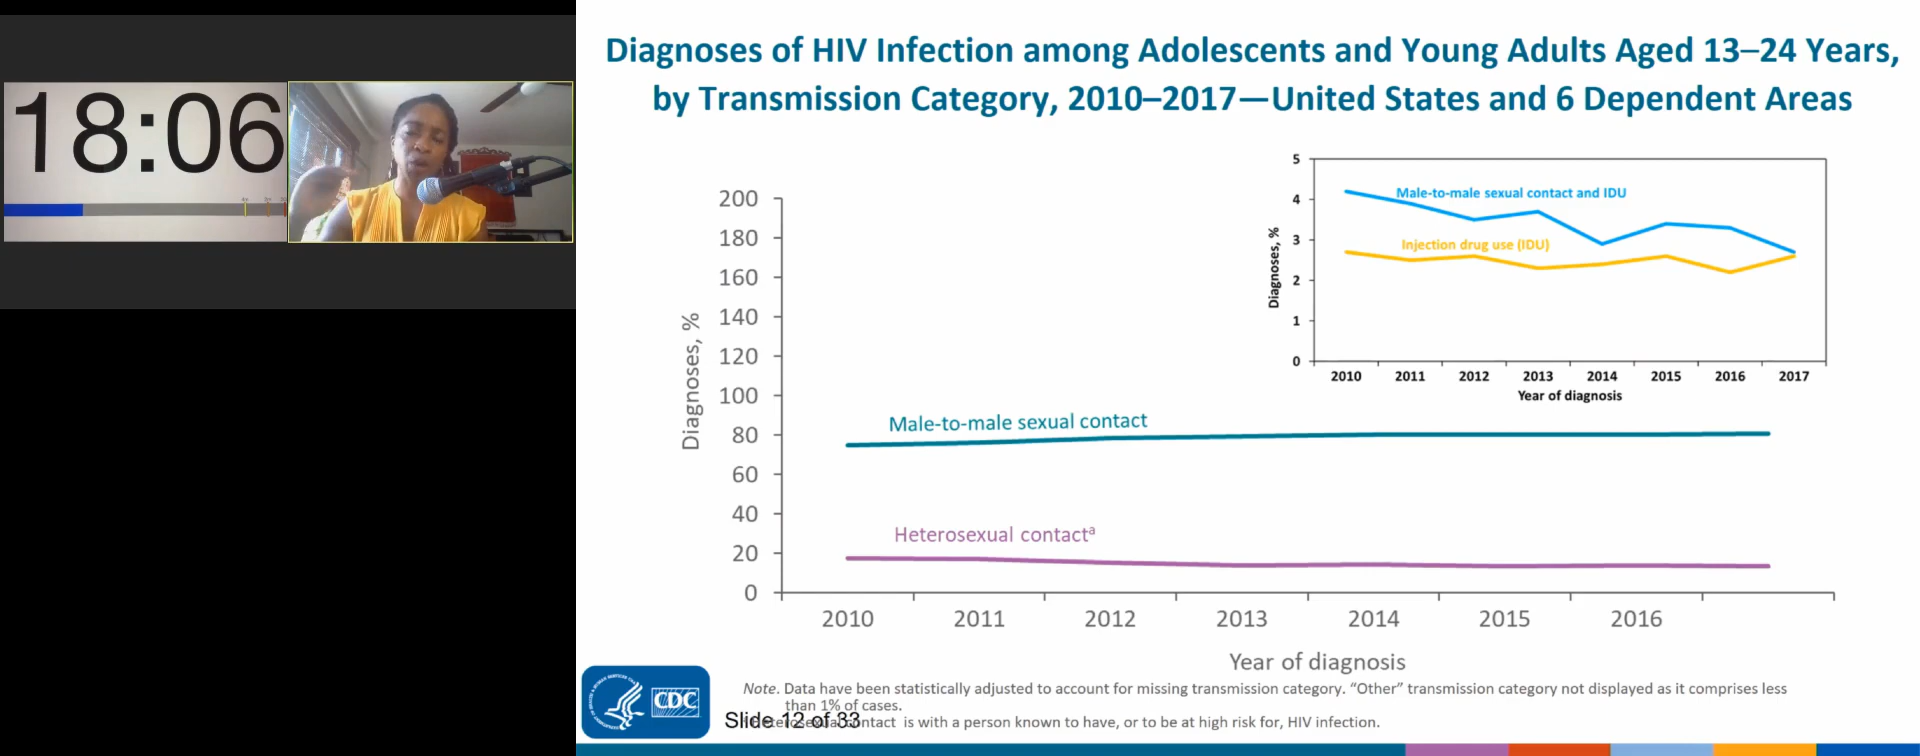 18:06
Diagnoses of HIV Infection among Adolescents and Young Adults Aged 13–24 Years,
by Transmission Category, 2010–2017—United States and 6 Dependent Areas
5
4
3
2
1
0
Diagnoses, %
Male-to-male sexual contact and IDU
Injection drug use (IDU)
2010 2011 2012 2013 2014 2015 2016 2017
Year of diagnosis
200
180
160
140
120
100
80
60
40
20
0
Diagnoses, %
Male-to-male sexual contact
Heterosexual contactᵃ
2010 2011 2012 2013 2014 2015 2016
Year of diagnosis
CDC
Note. Data have been statistically adjusted to account for missing transmission category. “Other” transmission category not displayed as it comprises less
than 1% of cases.
Heterosexual contact is with a person known to have, or to be at high risk for, HIV infection.
Slide 12 of 33